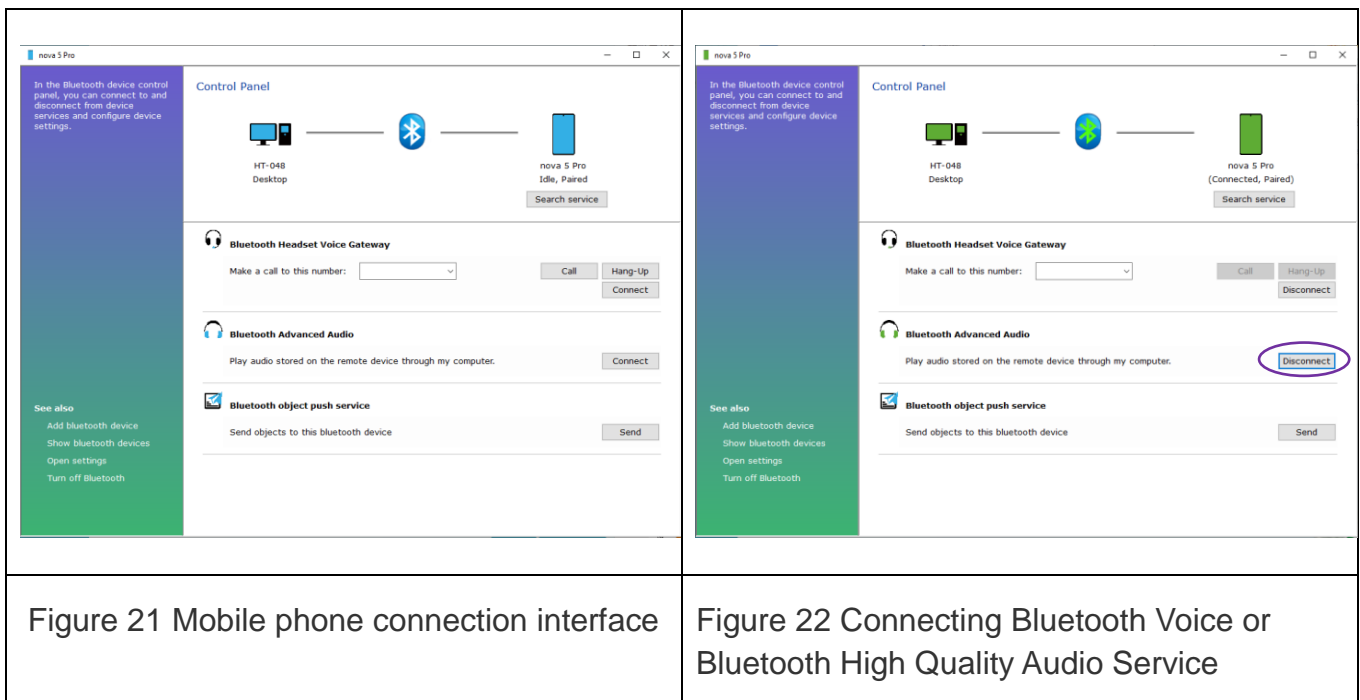 nova 5 Pro
In the Bluetooth device control
panel, you can connect to and
disconnect from device
services and configure device
settings.
Control Panel
HT-048
Desktop
nova 5 Pro
Idle, Paired
Search service
Bluetooth Headset Voice Gateway
Make a call to this number:
Call
Hang-Up
Connect
Bluetooth Advanced Audio
Play audio stored on the remote device through my computer.
Connect
Bluetooth object push service
Send objects to this bluetooth device
Send
See also
Add bluetooth device
Show bluetooth devices
Open settings
Turn off Bluetooth
Figure 21 Mobile phone connection interface
nova 5 Pro
In the Bluetooth device control
panel, you can connect to and
disconnect from device
services and configure device
settings.
Control Panel
HT-048
Desktop
nova 5 Pro
(Connected, Paired)
Search service
Bluetooth Headset Voice Gateway
Make a call to this number:
Call
Hang-Up
Disconnect
Bluetooth Advanced Audio
Play audio stored on the remote device through my computer.
Disconnect
Bluetooth object push service
Send objects to this bluetooth device
Send
See also
Add bluetooth device
Show bluetooth devices
Open settings
Turn off Bluetooth
Figure 22 Connecting Bluetooth Voice or
Bluetooth High Quality Audio Service